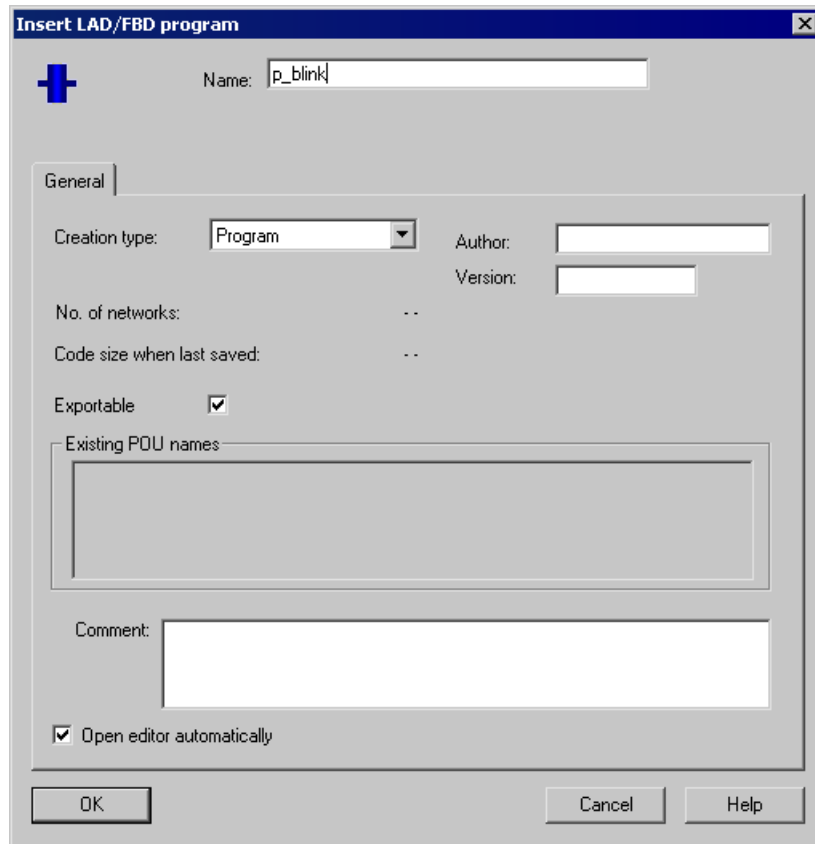 Insert LAD/FBD program
Name: p_blink
General
Creation type: Program
Author:
Version:
No. of networks: - -
Code size when last saved: - -
Exportable
Existing POU names
Comment:
Open editor automatically
OK Cancel Help